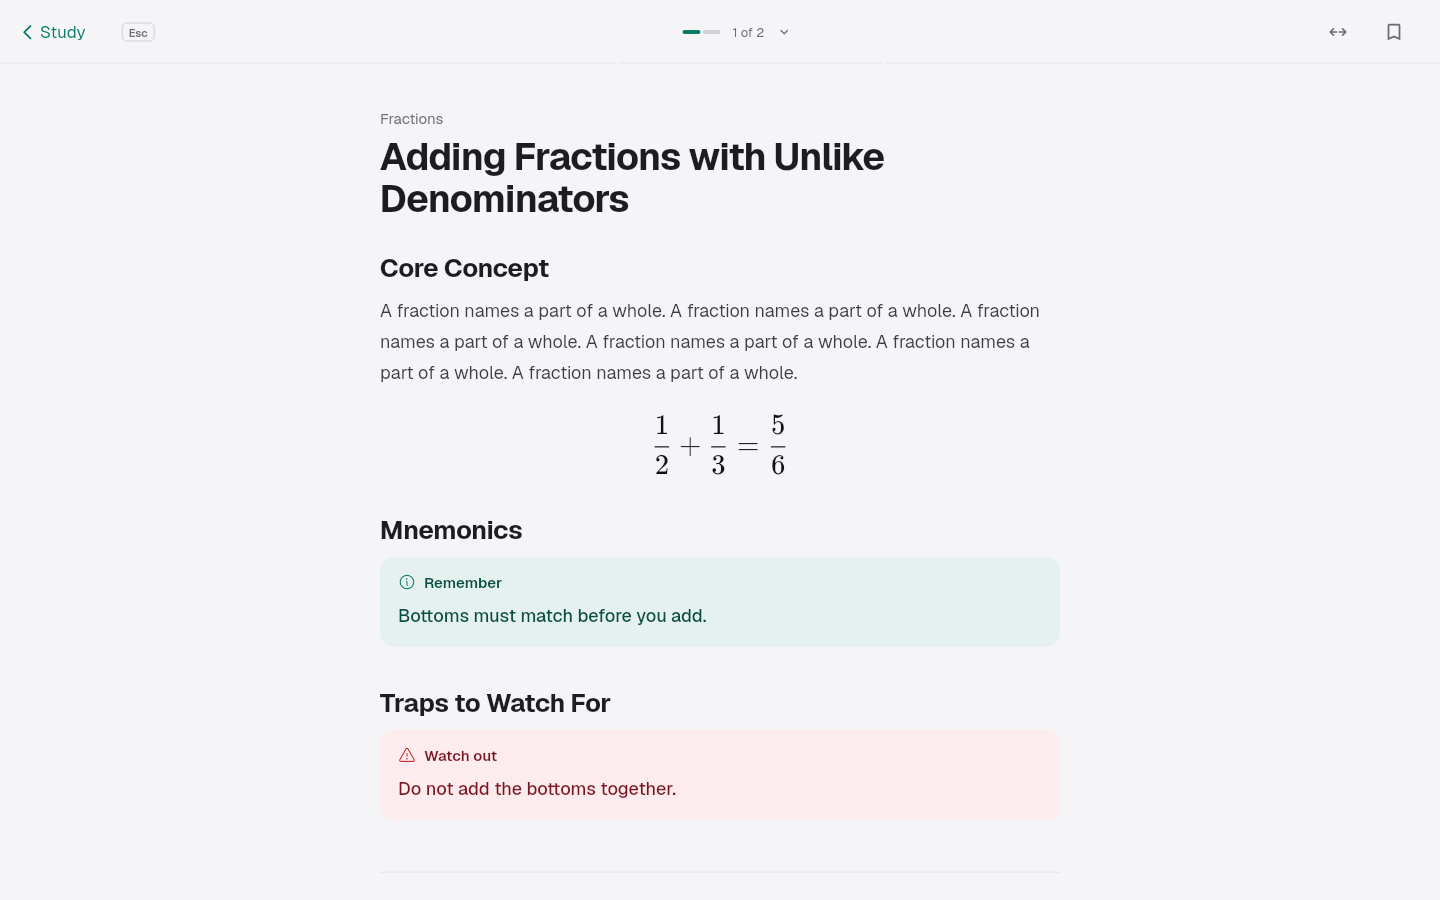 Study
Esc
1 of 2
Fractions
Adding Fractions with Unlike
Denominators
Core Concept
A fraction names a part of a whole. A fraction names a part of a whole. A fraction
names a part of a whole. A fraction names a part of a whole. A fraction names a
part of a whole. A fraction names a part of a whole.
1/2 + 1/3 = 5/6
Mnemonics
Remember
Bottoms must match before you add.
Traps to Watch For
Watch out
Do not add the bottoms together.